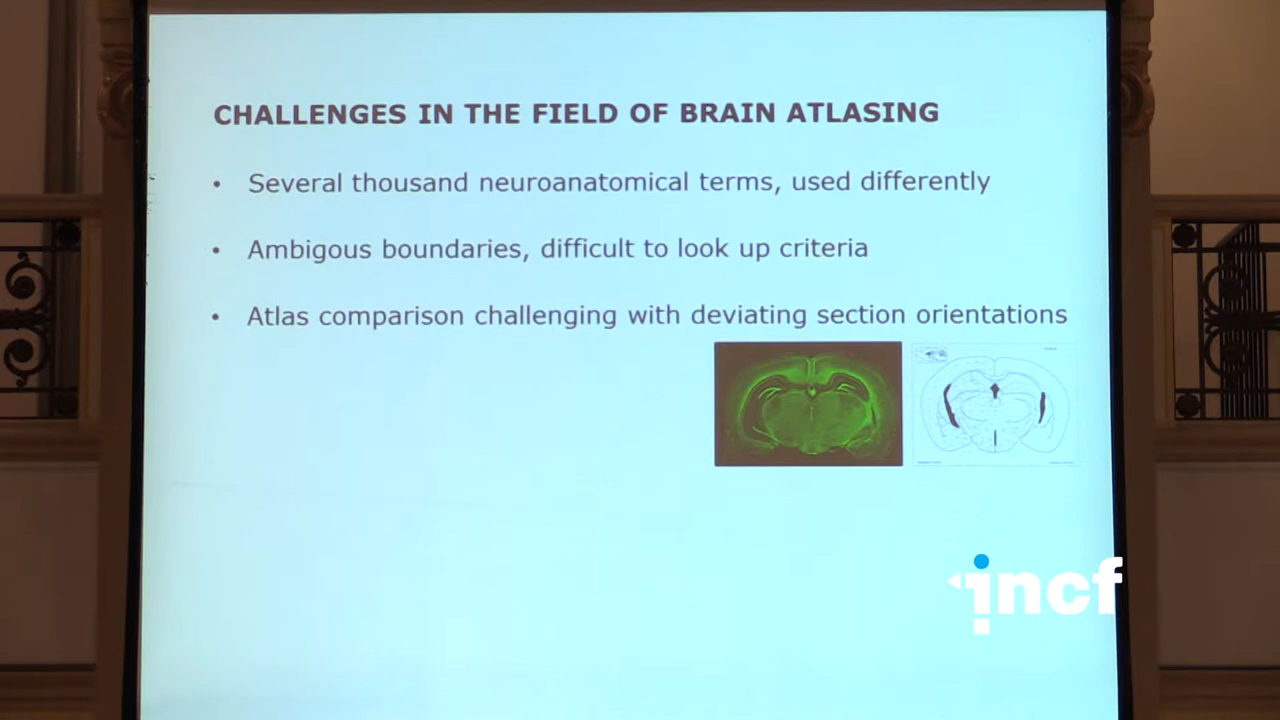 CHALLENGES IN THE FIELD OF BRAIN ATLASING
• Several thousand neuroanatomical terms, used differently
• Ambigous boundaries, difficult to look up criteria
• Atlas comparison challenging with deviating section orientations
incf